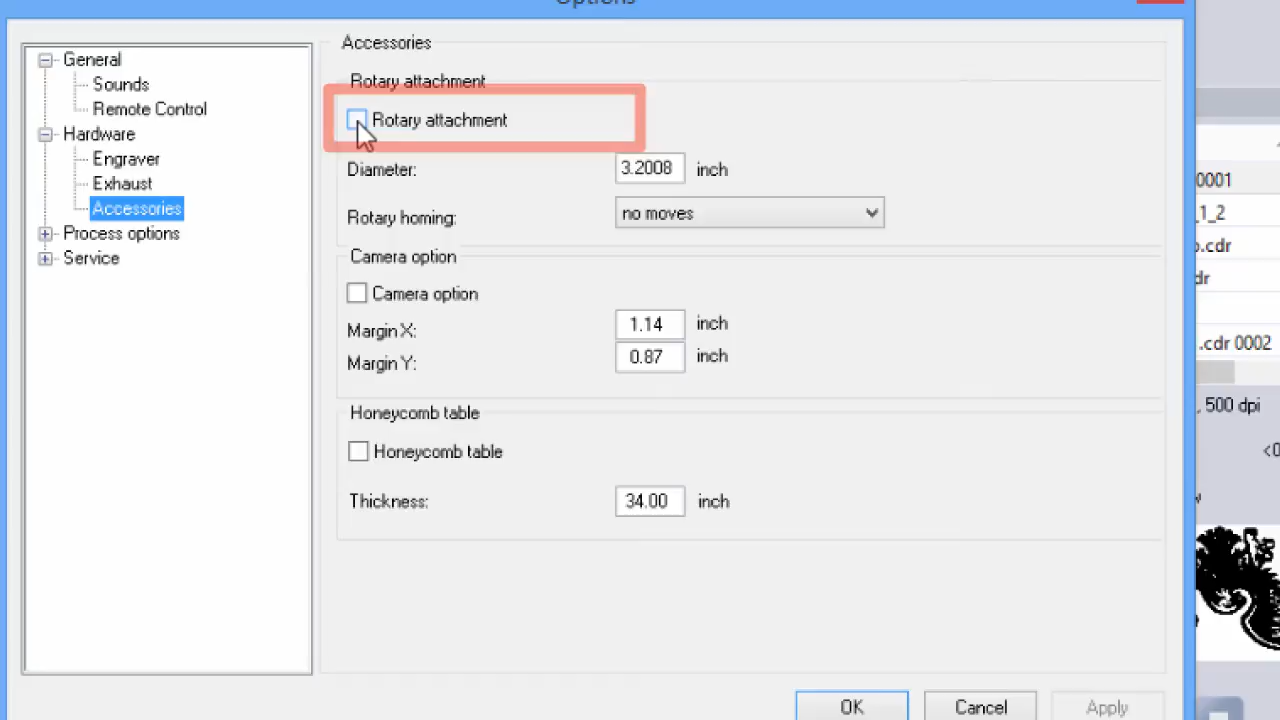 Options
General
Sounds
Remote Control
Hardware
Engraver
Exhaust
Accessories
Process options
Service
Accessories
Rotary attachment
Rotary attachment
Diameter: 3.2008 inch
Rotary homing: no moves
Camera option
Camera option
Margin X: 1.14 inch
Margin Y: 0.87 inch
Honeycomb table
Honeycomb table
Thickness: 34.00 inch
OK Cancel Apply
0001
_1_2
.cdr
dr
.cdr 0002
, 500 dpi
<0